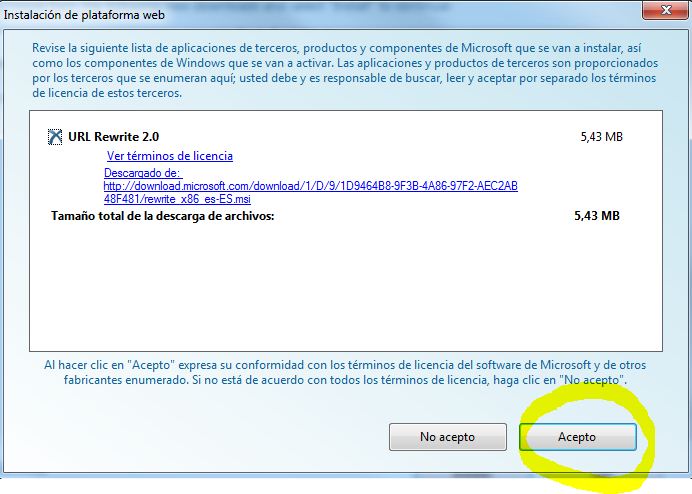 Instalación de plataforma web
Revise la siguiente lista de aplicaciones de terceros, productos y componentes de Microsoft que se van a instalar, así
como los componentes de Windows que se van a activar. Las aplicaciones y productos de terceros son proporcionados
por los terceros que se enumeran aquí; usted debe y es responsable de buscar, leer y aceptar por separado los términos
de licencia de estos terceros.
URL Rewrite 2.0 5,43 MB
Ver términos de licencia
Descargado de:
http://download.microsoft.com/download/1/D/9/1D9464B8-9F3B-4A86-97F2-AEC2AB
48F481/rewrite_x86_es-ES.msi
Tamaño total de la descarga de archivos: 5,43 MB
Al hacer clic en "Acepto" expresa su conformidad con los términos de licencia del software de Microsoft y de otros
fabricantes enumerado. Si no está de acuerdo con todos los términos de licencia, haga clic en "No acepto".
No acepto Acepto